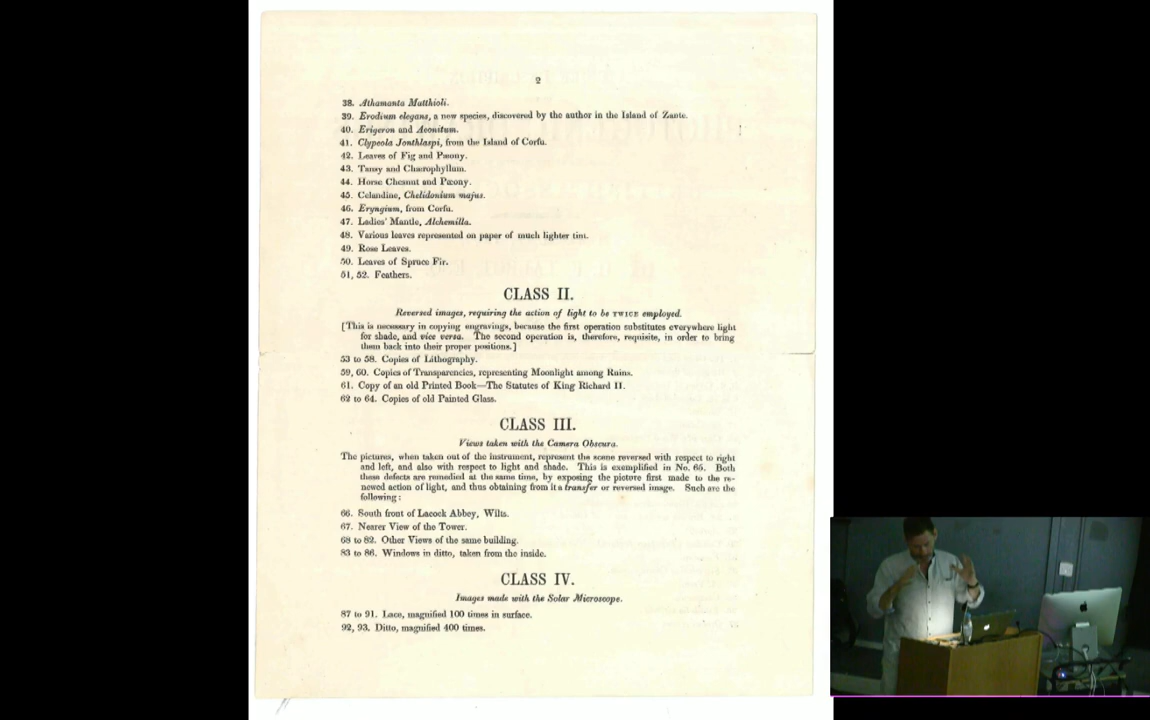 2
38. Athamanta Matthioli.
39. Erodium elegans, a new species, discovered by the author in the Island of Zante.
40. Erigeron and Aconitum.
41. Clypeola Jonthlaspi, from the Island of Corfu.
42. Leaves of Fig and Pæony.
43. Tansy and Chærophyllum.
44. Horse Chesnut and Pæony.
45. Celandine, Chelidonium majus.
46. Eryngium, from Corfu.
47. Ladies' Mantle, Alchemilla.
48. Various leaves represented on paper of much lighter tint.
49. Rose Leaves.
50. Leaves of Spruce Fir.
51, 52. Feathers.
CLASS II.
Reversed images, requiring the action of light to be TWICE employed.
[This is necessary in copying engravings, because the first operation substitutes everywhere light
for shade, and vice versa. The second operation is, therefore, requisite, in order to bring
them back into their proper positions.]
53 to 58. Copies of Lithography.
59, 60. Copies of Transparencies, representing Moonlight among Ruins.
61. Copy of an old Printed Book—The Statutes of King Richard II.
62 to 64. Copies of old Painted Glass.
CLASS III.
Views taken with the Camera Obscura.
The pictures, when taken out of the instrument, represent the scene reversed with respect to right
and left, and also with respect to light and shade. This is exemplified in No. 65. Both
these defects are remedied at the same time, by exposing the picture first made to the re-
newed action of light, and thus obtaining from it a transfer or reversed image. Such are the
following:
66. South front of Lacock Abbey, Wilts.
67. Nearer View of the Tower.
68 to 82. Other Views of the same building.
83 to 86. Windows in ditto, taken from the inside.
CLASS IV.
Images made with the Solar Microscope.
87 to 91. Lace, magnified 100 times in surface.
92, 93. Ditto, magnified 400 times.